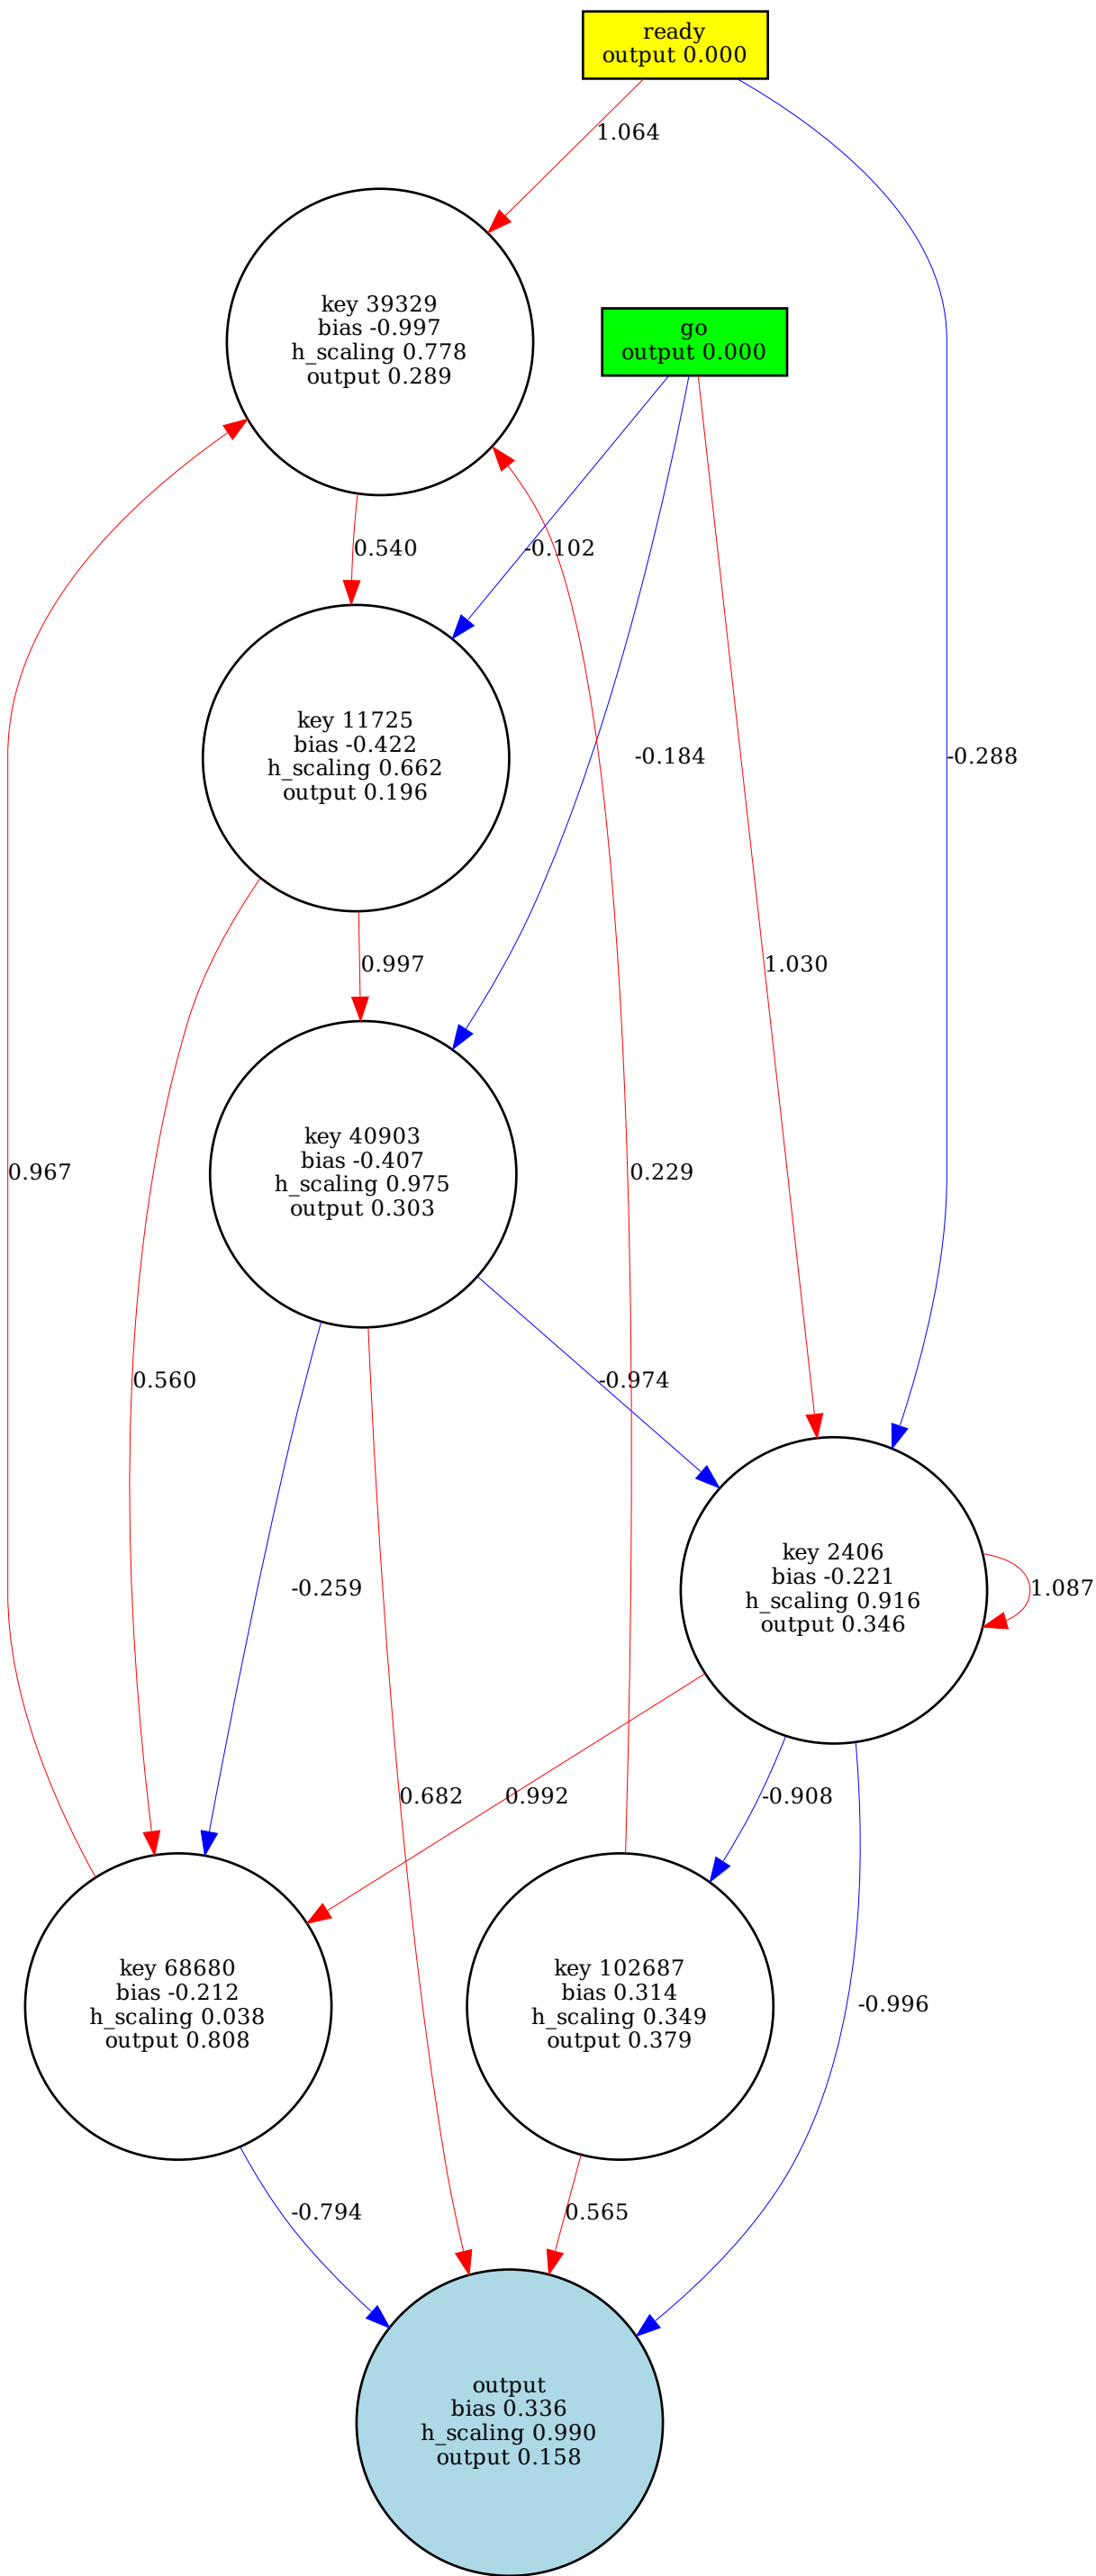 ready
output 0.000
1.064
key 39329
bias -0.997
h_scaling 0.778
output 0.289
go
output 0.000
0.540
-0.102
key 11725
bias -0.422
h_scaling 0.662
output 0.196
-0.184
-0.288
0.997
1.030
key 40903
bias -0.407
h_scaling 0.975
output 0.303
0.967
0.229
0.560
-0.974
key 2406
bias -0.221
h_scaling 0.916
output 0.346
-0.259
1.087
0.682
0.992
-0.908
key 68680
bias -0.212
h_scaling 0.038
output 0.808
key 102687
bias 0.314
h_scaling 0.349
output 0.379
-0.996
-0.794
0.565
output
bias 0.336
h_scaling 0.990
output 0.158